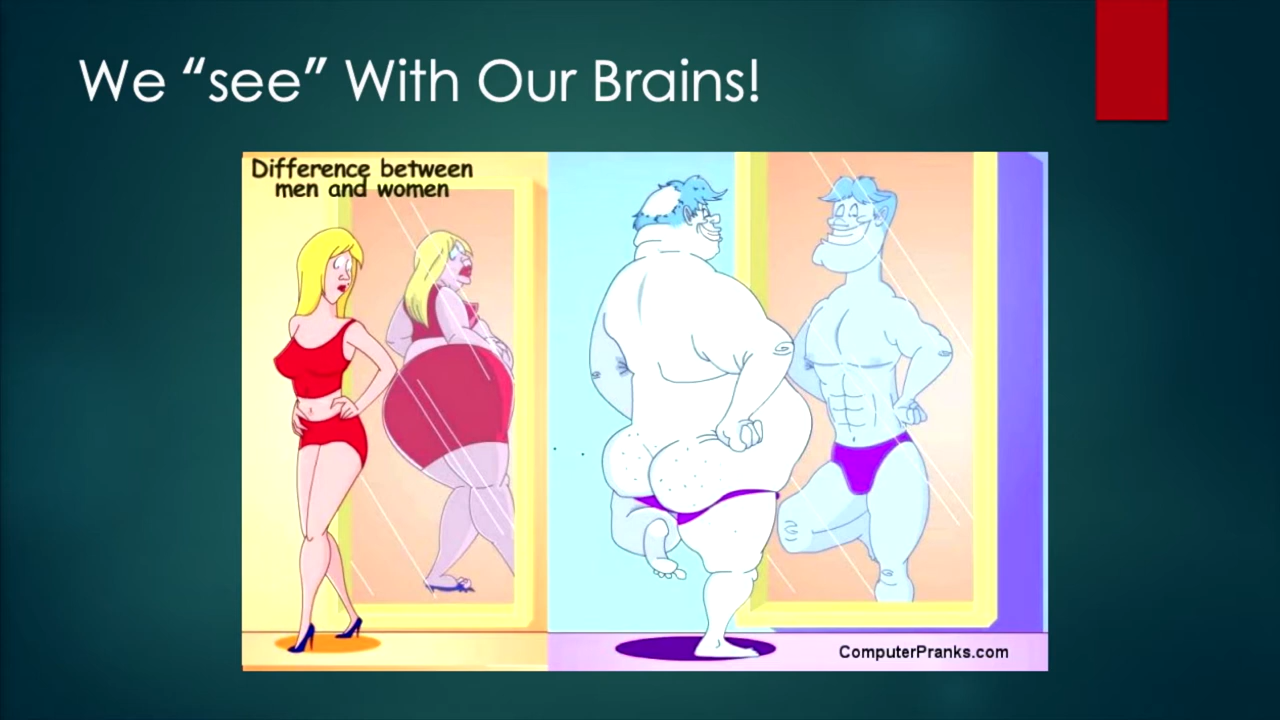 We “see” With Our Brains!
Difference between
men and women
ComputerPranks.com